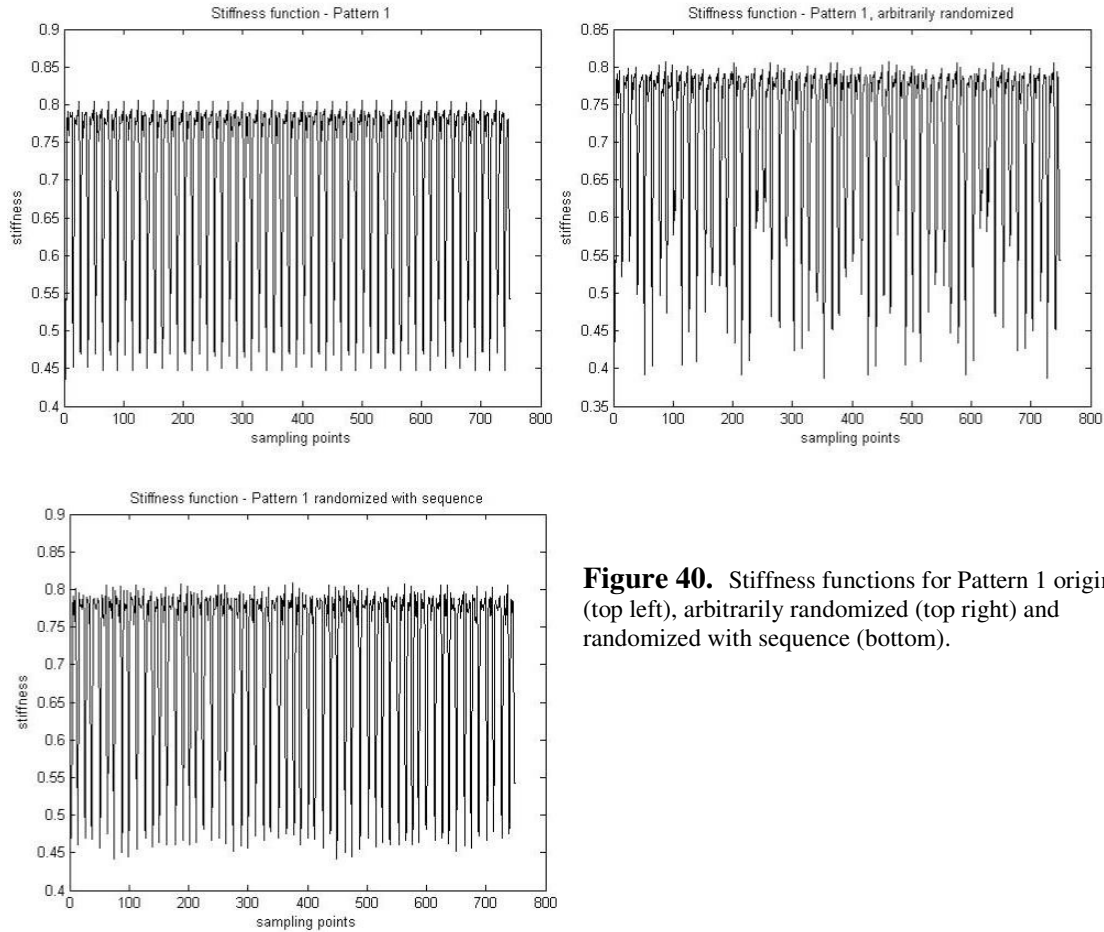 Stiffness function - Pattern 1
0.9
0.85
0.8
0.75
0.7
0.65
0.6
0.55
0.5
0.45
0.4
stiffness
0 100 200 300 400 500 600 700 800
sampling points
Stiffness function - Pattern 1, arbitrarily randomized
0.85
0.8
0.75
0.7
0.65
0.6
0.55
0.5
0.45
0.4
0.35
stiffness
0 100 200 300 400 500 600 700 800
sampling points
Stiffness function - Pattern 1 randomized with sequence
0.9
0.85
0.8
0.75
0.7
0.65
0.6
0.55
0.5
0.45
0.4
stiffness
0 100 200 300 400 500 600 700 800
sampling points
Figure 40. Stiffness functions for Pattern 1 origin
(top left), arbitrarily randomized (top right) and
randomized with sequence (bottom).